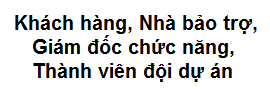 Khách hàng, Nhà bảo trợ,
Giám đốc chức năng,
Thành viên đội dự án